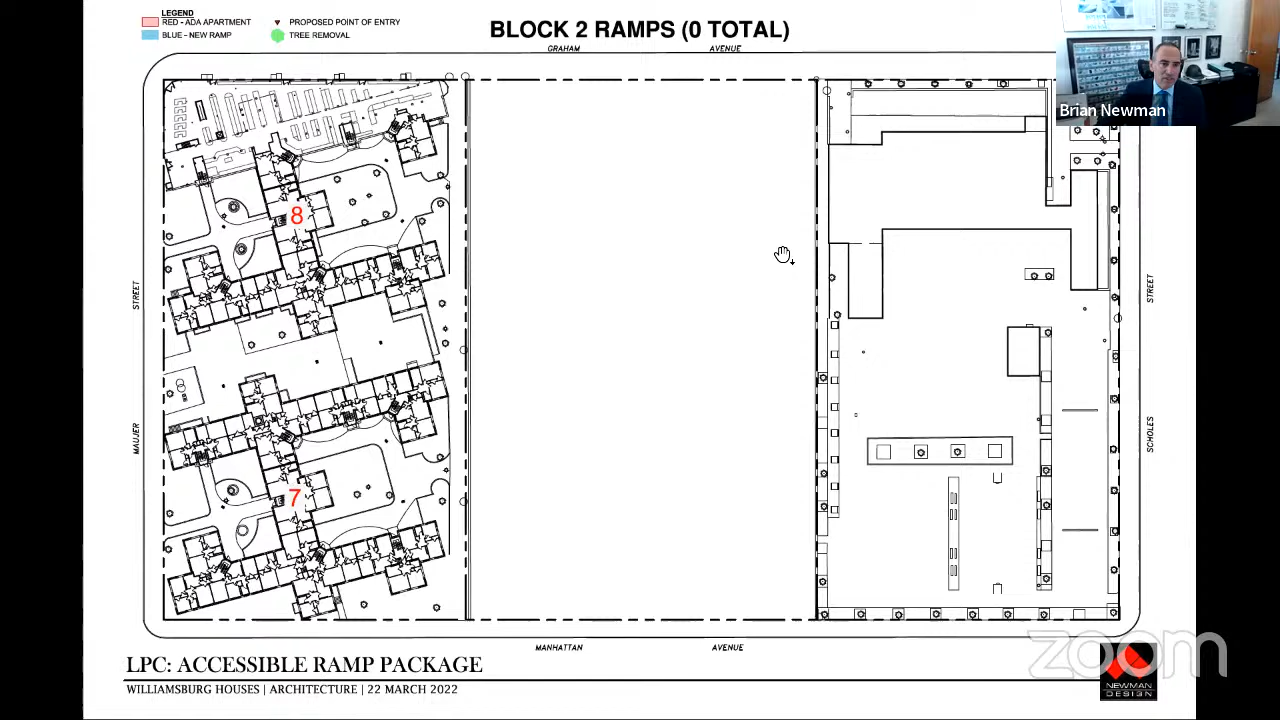 LEGEND
RED - ADA APARTMENT
PROPOSED POINT OF ENTRY
BLUE - NEW RAMP
TREE REMOVAL
BLOCK 2 RAMPS (0 TOTAL)
GRAHAM AVENUE
Brian Newman
8
STREET
STREET
MAUJER
SCHOLES
7
MANHATTAN AVENUE
zoom
LPC: ACCESSIBLE RAMP PACKAGE
WILLIAMSBURG HOUSES | ARCHITECTURE | 22 MARCH 2022
NEWMAN
DESIGN